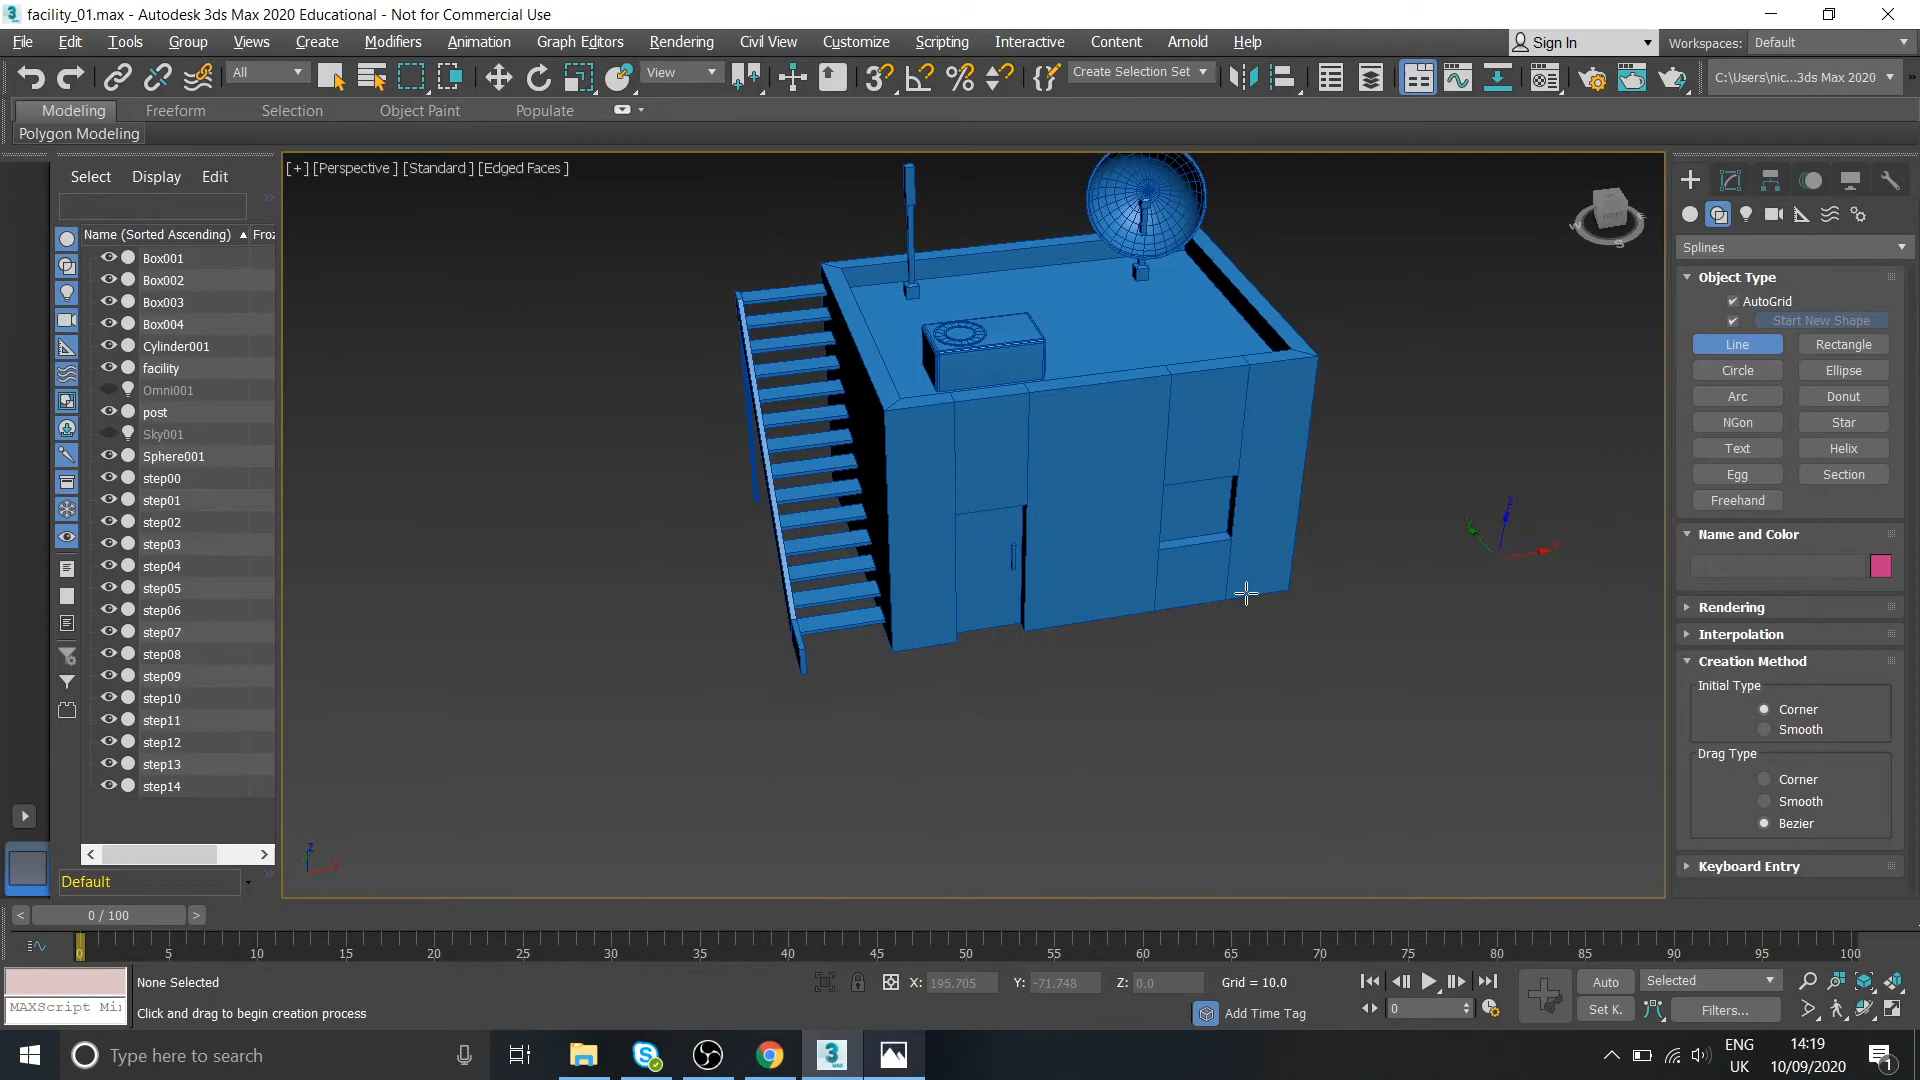 facility_01.max - Autodesk 3ds Max 2020 Educational - Not for Commercial Use
File Edit Tools Group Views Create Modifiers Animation Graph Editors Rendering Civil View Customize Scripting Interactive Content Arnold Help Sign In Workspaces: Default
All View Create Selection Set C:\Users\nic...3ds Max 2020
Modeling Freeform Selection Object Paint Populate
Polygon Modeling
Select Display Edit
[+] [Perspective ] [Standard ] [Edged Faces ]
Name (Sorted Ascending) Froz
Box001
Box002
Box003
Box004
Cylinder001
facility
Omni001
post
Sky001
Sphere001
step00
step01
step02
step03
step04
step05
step06
step07
step08
step09
step10
step11
step12
step13
step14
Default
FRONT
W
S
Splines
Object Type
AutoGrid
Start New Shape
Line Rectangle
Circle Ellipse
Arc Donut
NGon Star
Text Helix
Egg Section
Freehand
Name and Color
Rendering
Interpolation
Creation Method
Initial Type
Corner
Smooth
Drag Type
Corner
Smooth
Bezier
Keyboard Entry
z
z
< 0 / 100 >
0 5 10 15 20 25 30 35 40 45 50 55 60 65 70 75 80 85 90 95 100
None Selected X: 195.705 Y: -71.748 Z: 0.0 Grid = 10.0 Auto Selected
MAXScript Mi
Click and drag to begin creation process Add Time Tag 0 Set K. Filters...
Type here to search
3
MAX
ENG
UK
14:19
10/09/2020
1